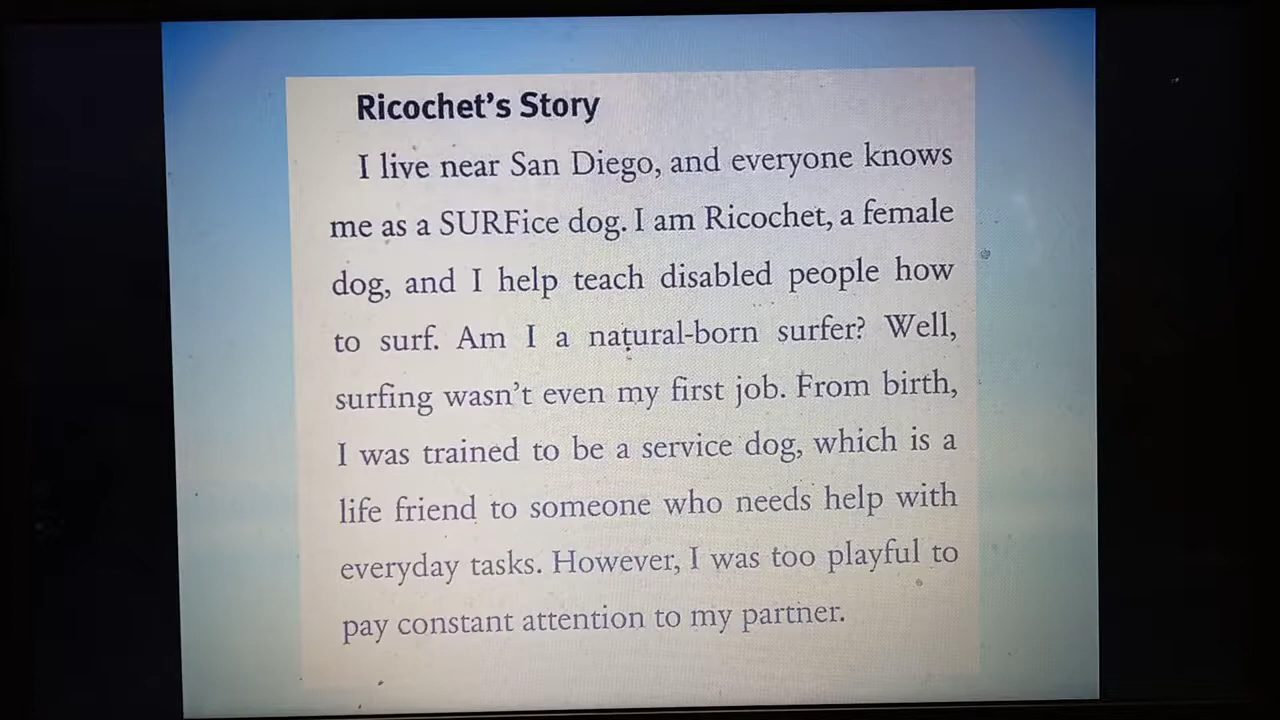 Ricochet's Story
I live near San Diego, and everyone knows
me as a SURFice dog. I am Ricochet, a female
dog, and I help teach disabled people how
to surf. Am I a natural-born surfer? Well,
surfing wasn't even my first job. From birth,
I was trained to be a service dog, which is a
life friend to someone who needs help with
everyday tasks. However, I was too playful to
pay constant attention to my partner.